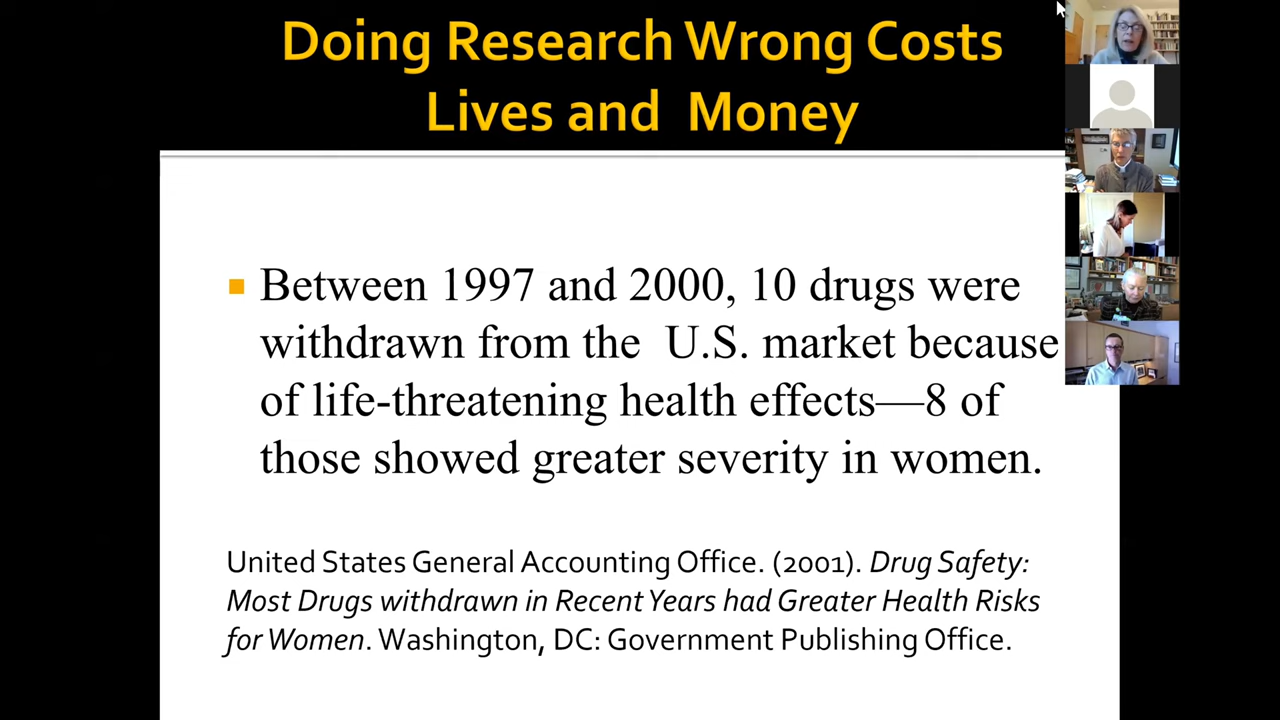 Doing Research Wrong Costs
Lives and Money
Between 1997 and 2000, 10 drugs were
withdrawn from the U.S. market because
of life-threatening health effects—8 of
those showed greater severity in women.
United States General Accounting Office. (2001). Drug Safety:
Most Drugs withdrawn in Recent Years had Greater Health Risks
for Women. Washington, DC: Government Publishing Office.